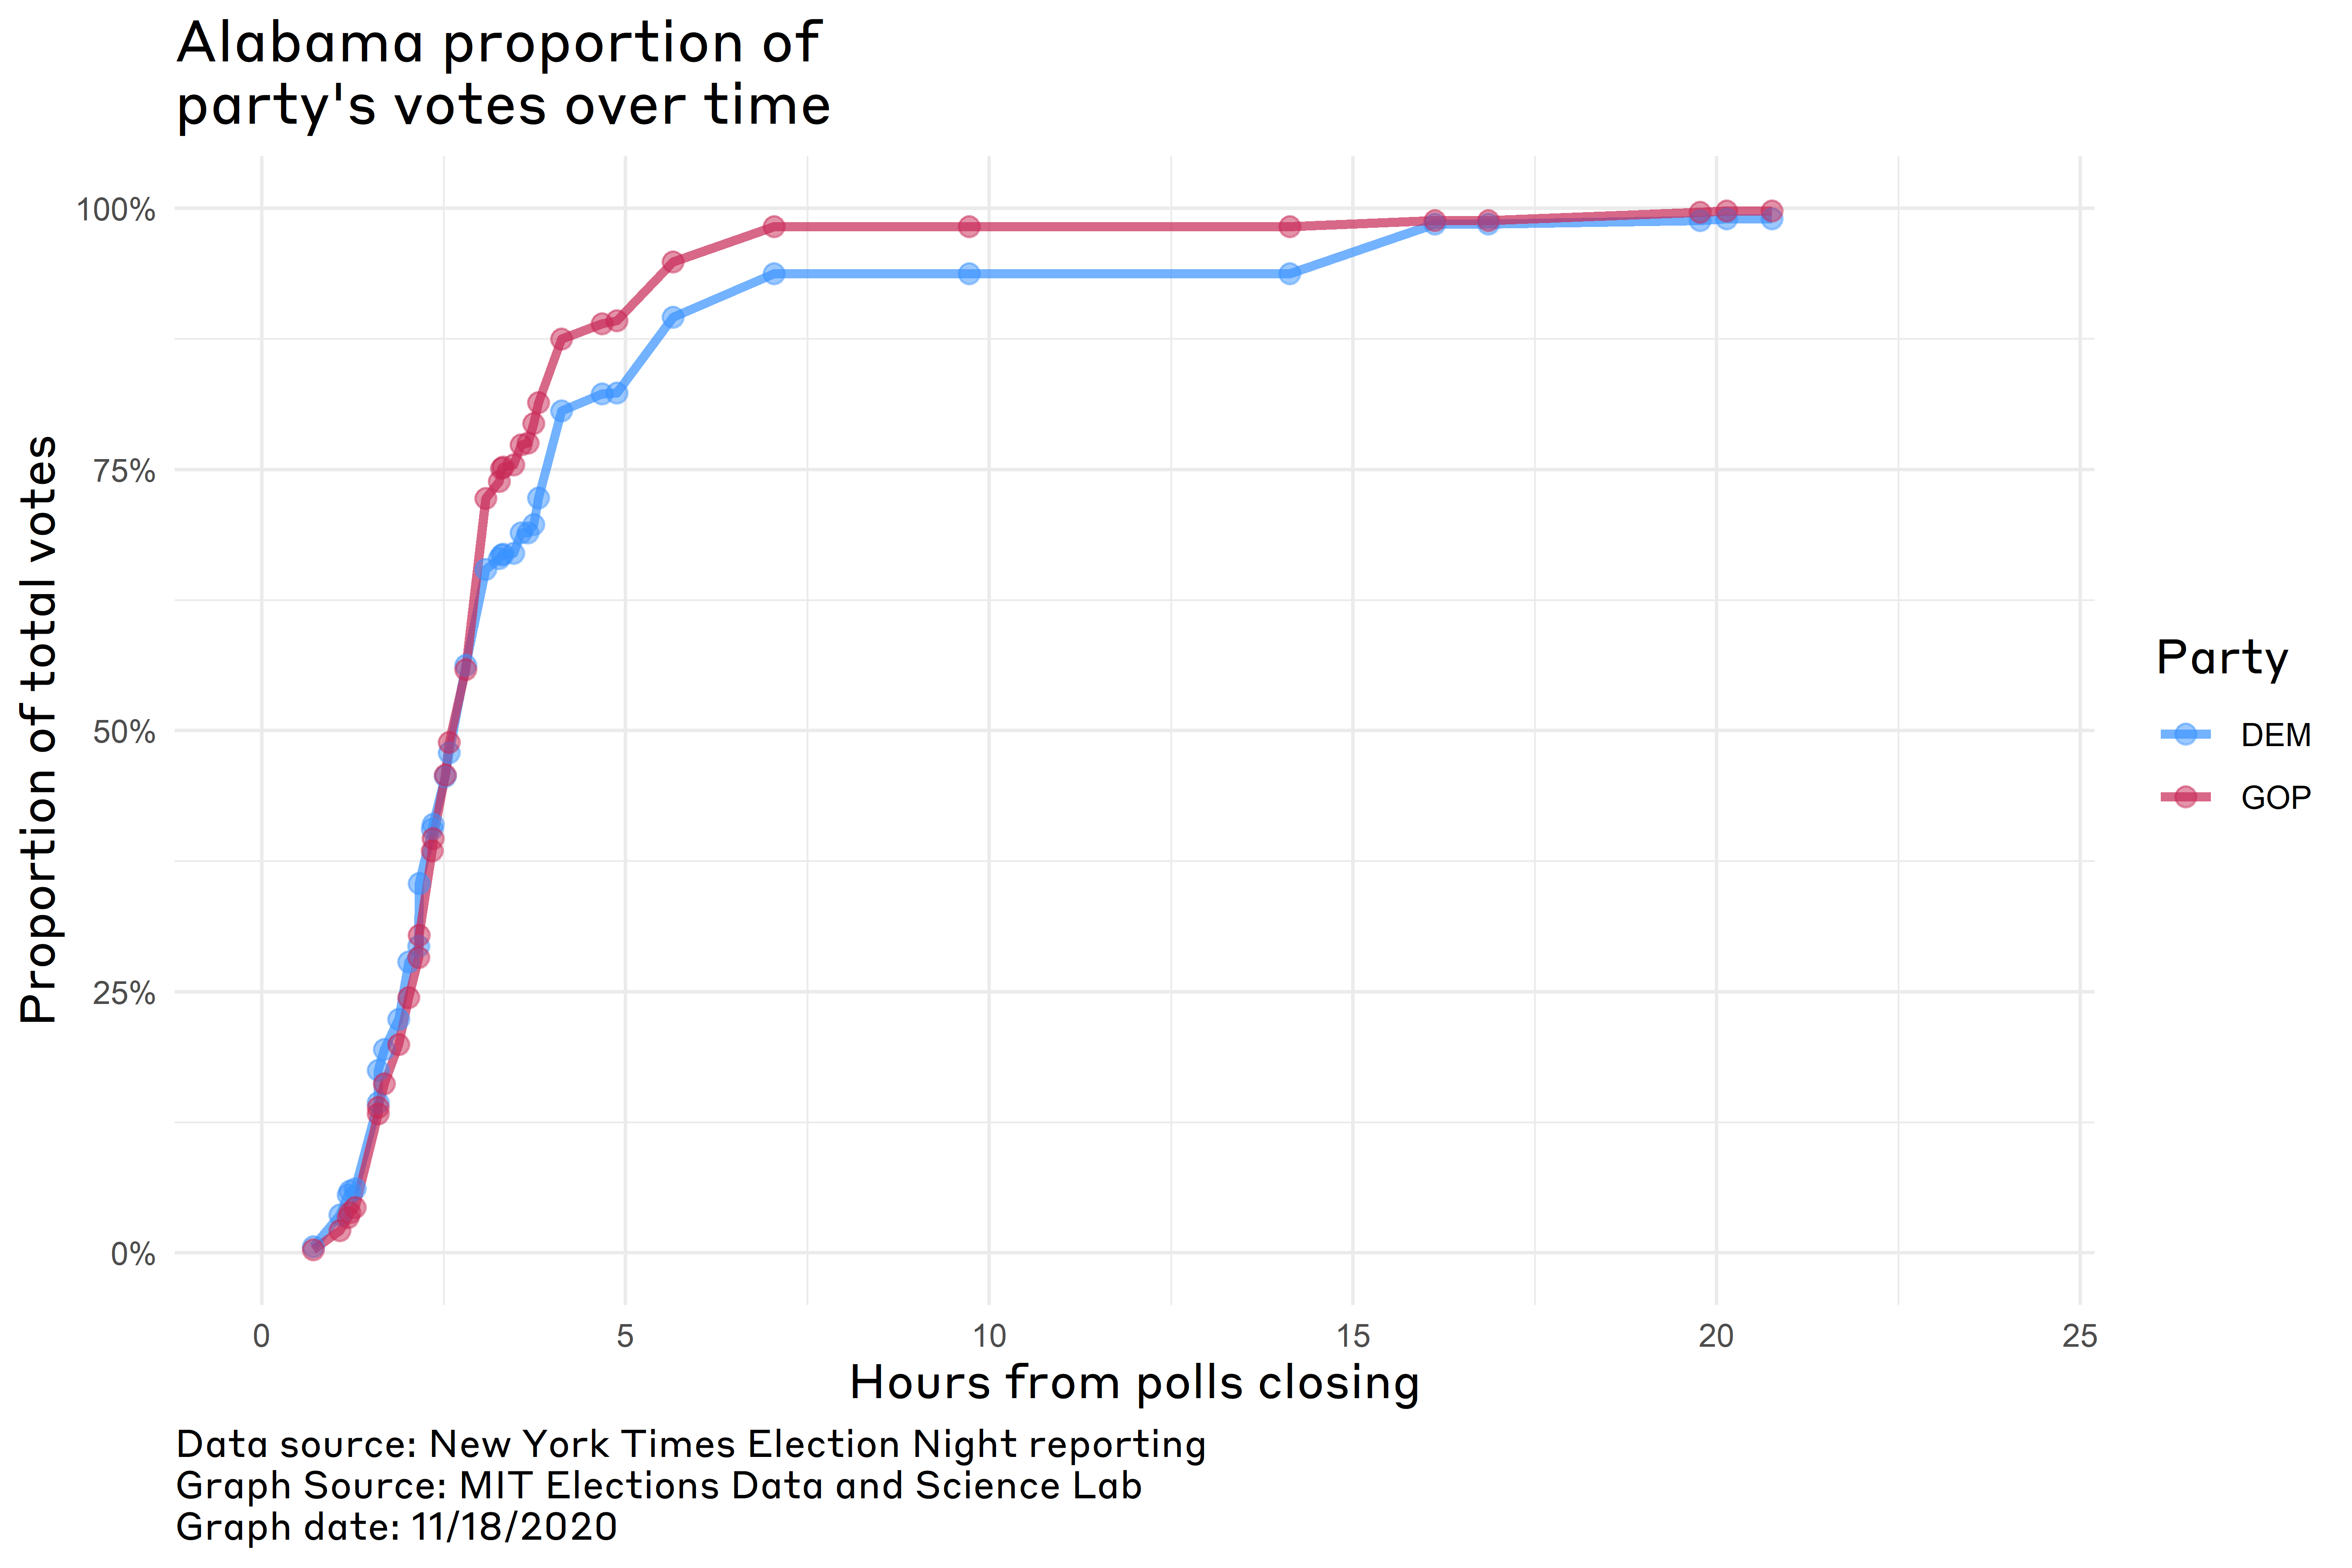 Alabama proportion of
party's votes over time
Proportion of total votes
100%
75%
50%
25%
0%
0 5 10 15 20 25
Hours from polls closing
Party
DEM
GOP
Data source: New York Times Election Night reporting
Graph Source: MIT Elections Data and Science Lab
Graph date: 11/18/2020